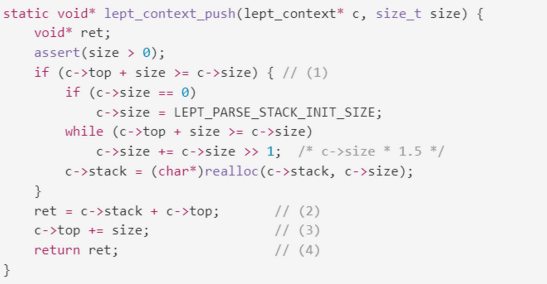 static void* lept_context_push(lept_context* c, size_t size) {
    void* ret;
    assert(size > 0);
    if (c->top + size >= c->size) { // (1)
        if (c->size == 0)
            c->size = LEPT_PARSE_STACK_INIT_SIZE;
        while (c->top + size >= c->size)
            c->size += c->size >> 1;  /* c->size * 1.5 */
        c->stack = (char*)realloc(c->stack, c->size);
    }
    ret = c->stack + c->top;       // (2)
    c->top += size;                // (3)
    return ret;                    // (4)
}